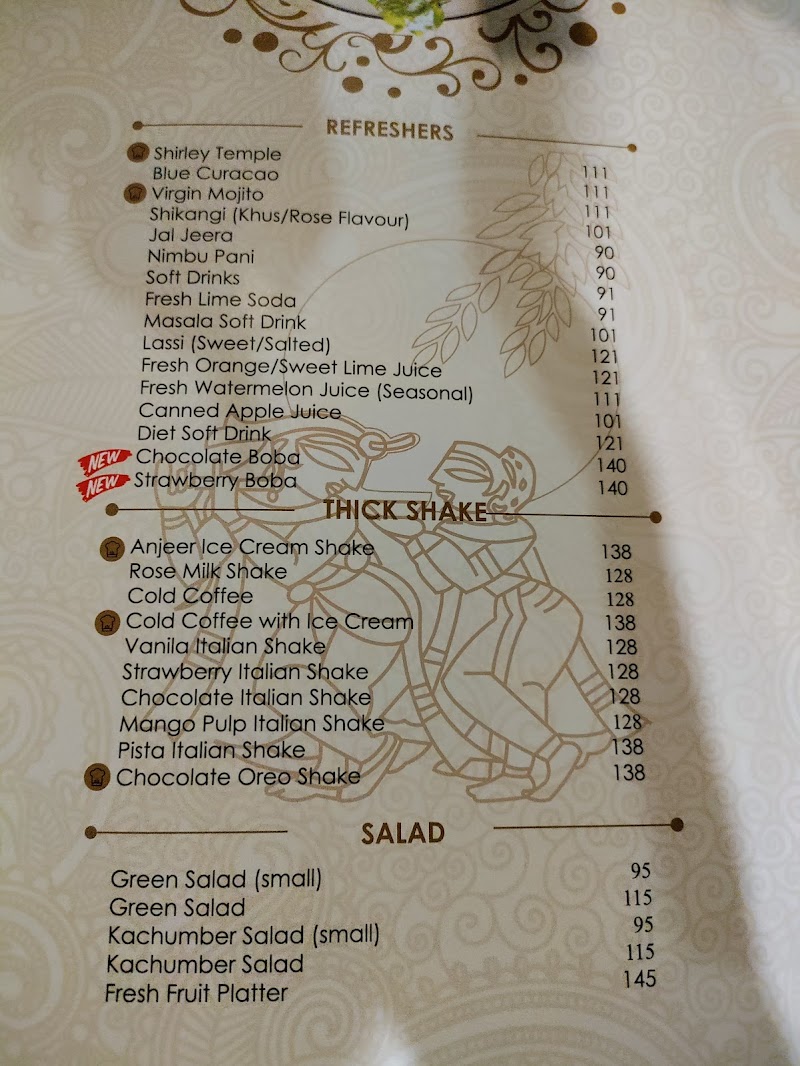 REFRESHERS
Shirley Temple 111
Blue Curacao 111
Virgin Mojito 111
Shikangi (Khus/Rose Flavour) 101
Jal Jeera 90
Nimbu Pani 90
Soft Drinks 91
Fresh Lime Soda 91
Masala Soft Drink 101
Lassi (Sweet/Salted) 121
Fresh Orange/Sweet Lime Juice 121
Fresh Watermelon Juice (Seasonal) 111
Canned Apple Juice 101
Diet Soft Drink 121
NEW Chocolate Boba 140
NEW Strawberry Boba 140
THICK SHAKE
Anjeer Ice Cream Shake 138
Rose Milk Shake 128
Cold Coffee 128
Cold Coffee with Ice Cream 138
Vanila Italian Shake 128
Strawberry Italian Shake 128
Chocolate Italian Shake 128
Mango Pulp Italian Shake 128
Pista Italian Shake 138
Chocolate Oreo Shake 138
SALAD
Green Salad (small) 95
Green Salad 115
Kachumber Salad (small) 95
Kachumber Salad 115
Fresh Fruit Platter 145